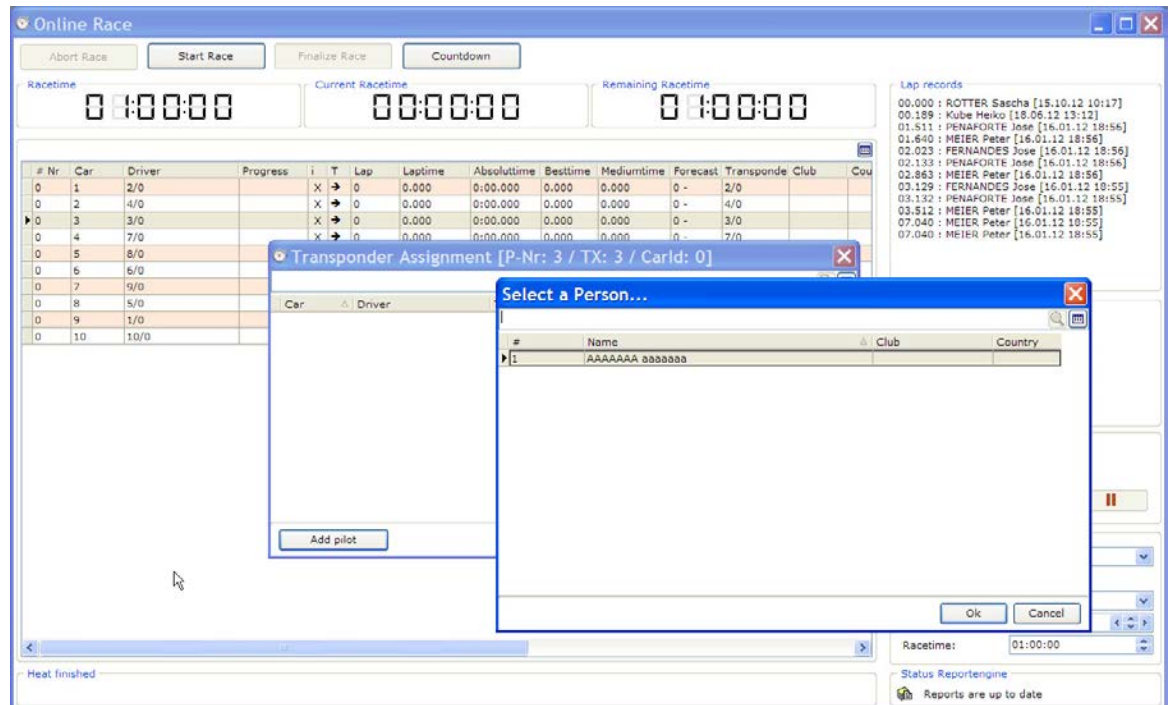 Online Race
Abort Race Start Race Finalize Race Countdown
Racetime Current Racetime Remaining Racetime Lap records
01:00:00 00:00:00 01:00:00
00.000 : ROTTER Sascha [15.10.12 10:17]
00.189 : Kube Heiko [18.06.12 13:12]
01.511 : PENAFORTE Jose [16.01.12 18:56]
01.640 : MEIER Peter [16.01.12 18:56]
02.023 : FERNANDES Jose [16.01.12 18:56]
02.133 : PENAFORTE Jose [16.01.12 18:56]
02.863 : MEIER Peter [16.01.12 18:56]
03.129 : FERNANDES Jose [16.01.12 18:55]
03.132 : PENAFORTE Jose [16.01.12 18:55]
03.512 : MEIER Peter [16.01.12 18:55]
07.040 : MEIER Peter [16.01.12 18:55]
07.040 : MEIER Peter [16.01.12 18:55]
# Nr Car Driver Progress i T Lap Laptime Absoluttime Besttime Mediumtime Forecast Transponde Club Cou
0 1 2/0 X 0 0.000 0:00.000 0.000 0.000 0 - 2/0
0 2 4/0 X 0 0.000 0:00.000 0.000 0.000 0 - 4/0
0 3 3/0 X 0 0.000 0:00.000 0.000 0.000 0 - 3/0
0 4 7/0 X 0 0.000 0:00.000 0.000 0.000 0 - 7/0
0 5 8/0
0 6 6/0
0 7 9/0
0 8 5/0
0 9 1/0
0 10 10/0
Transponder Assignment [P-Nr: 3 / TX: 3 / CarId: 0]
Car Driver
Add pilot
Select a Person...
# Name Club Country
1 AAAAAAA aaaaaaa
Ok Cancel
Racetime: 01:00:00
Heat finished
Status Reportengine
Reports are up to date